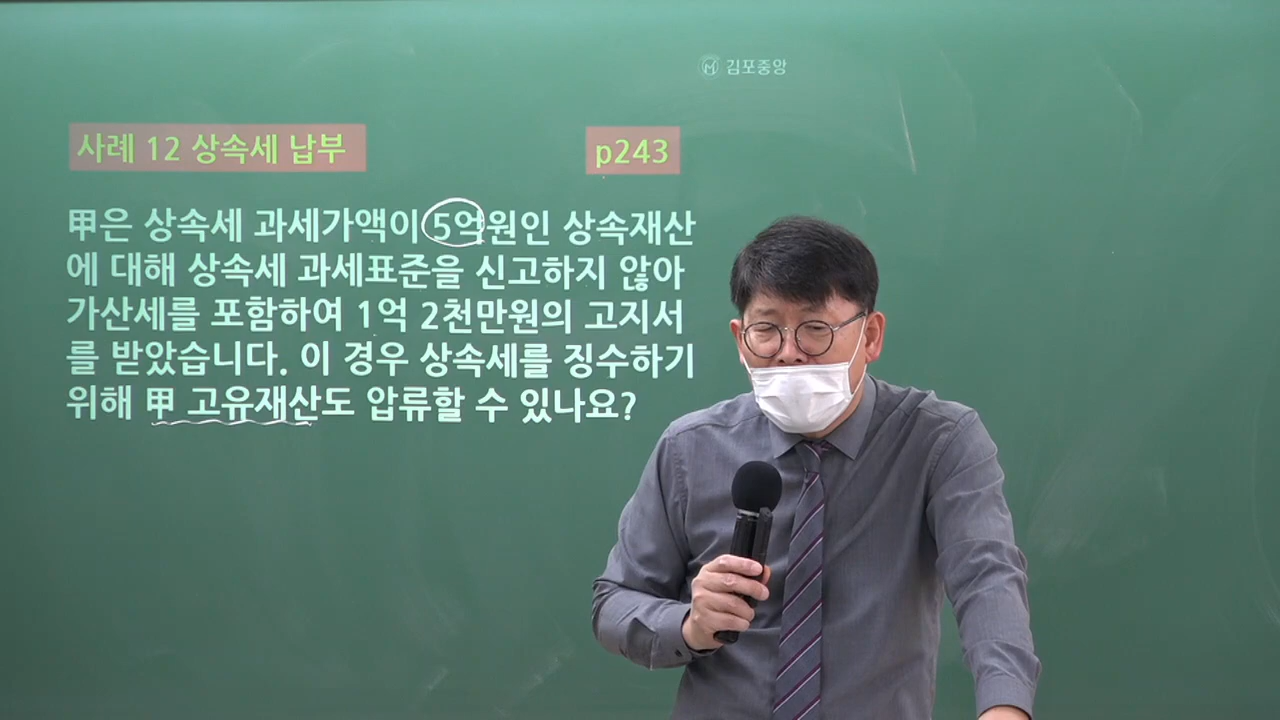 김포중앙
사례 12 상속세 납부
p243
甲은 상속세 과세가액이 5억원인 상속재산
에 대해 상속세 과세표준을 신고하지 않아
가산세를 포함하여 1억 2천만원의 고지서
를 받았습니다. 이 경우 상속세를 징수하기
위해 甲 고유재산도 압류할 수 있나요?